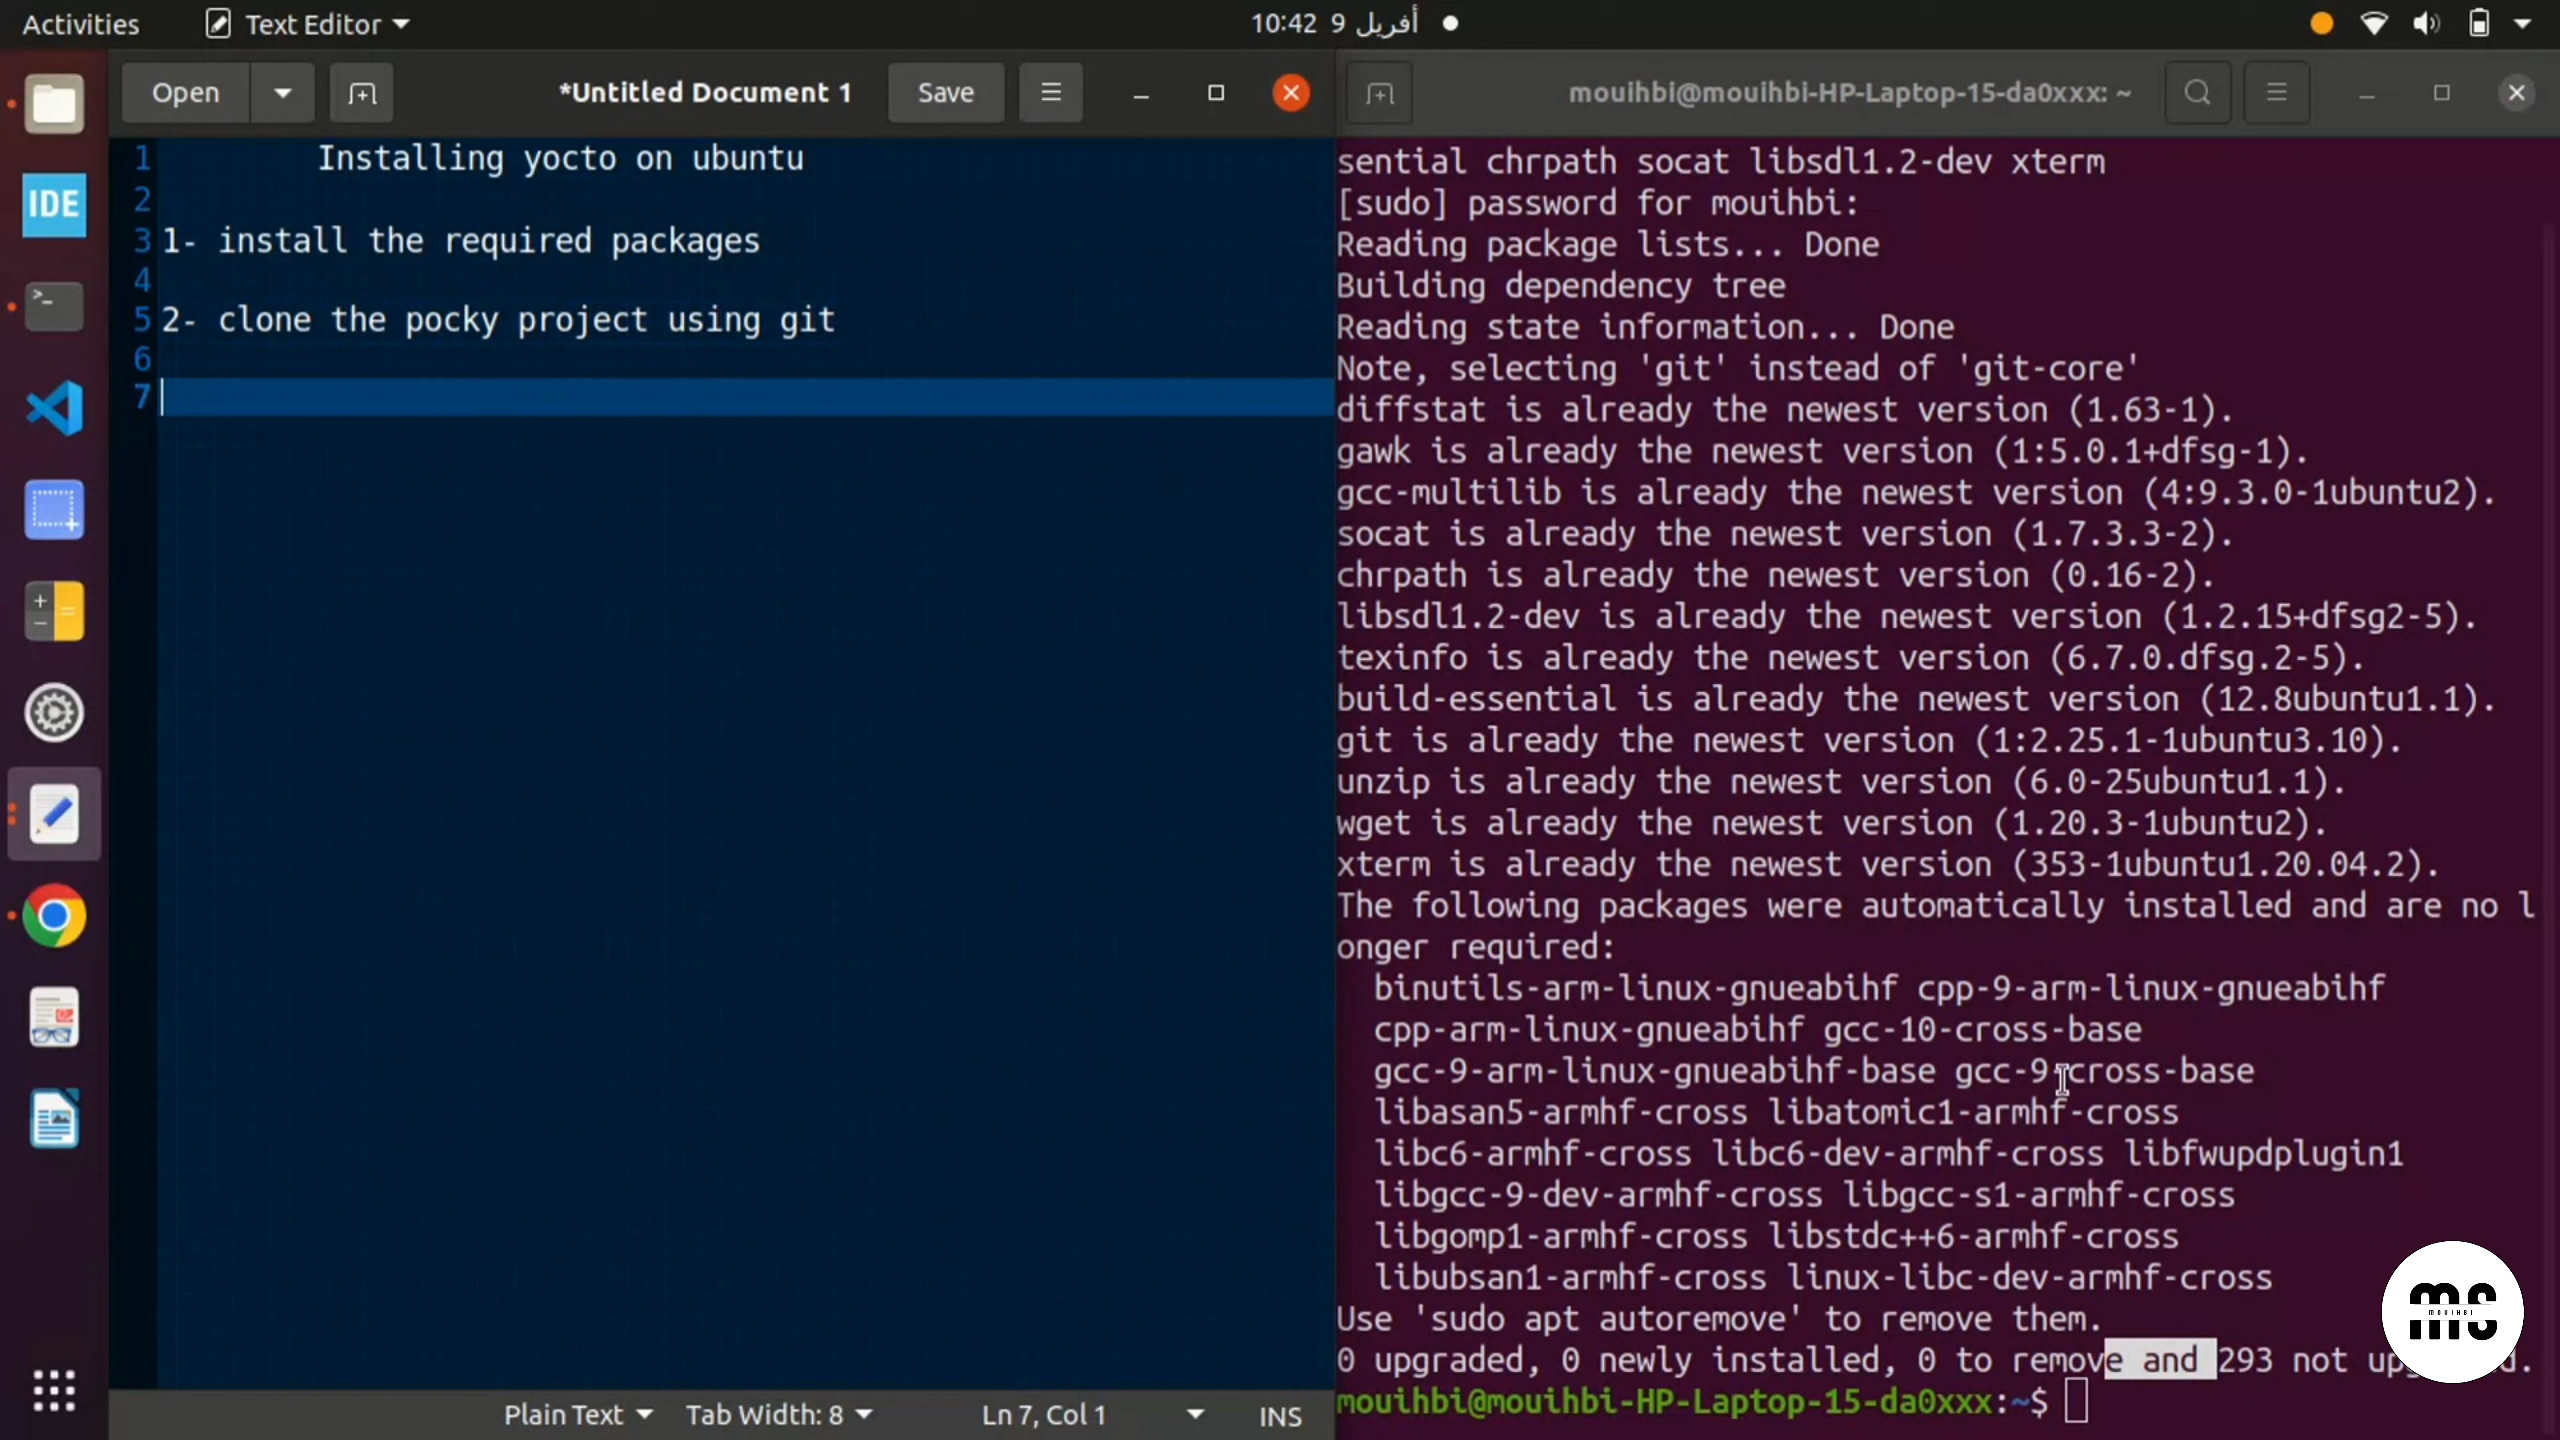 Activities
Text Editor
10:42 9 أفريل
Open
*Untitled Document 1
Save
mouihbi@mouihbi-HP-Laptop-15-da0xxx: ~
IDE
1 Installing yocto on ubuntu
2
3 1- install the required packages
4
5 2- clone the pocky project using git
6
7
Plain Text
Tab Width: 8
Ln 7, Col 1
INS
sential chrpath socat libsdl1.2-dev xterm
[sudo] password for mouihbi:
Reading package lists... Done
Building dependency tree
Reading state information... Done
Note, selecting 'git' instead of 'git-core'
diffstat is already the newest version (1.63-1).
gawk is already the newest version (1:5.0.1+dfsg-1).
gcc-multilib is already the newest version (4:9.3.0-1ubuntu2).
socat is already the newest version (1.7.3.3-2).
chrpath is already the newest version (0.16-2).
libsdl1.2-dev is already the newest version (1.2.15+dfsg2-5).
texinfo is already the newest version (6.7.0.dfsg.2-5).
build-essential is already the newest version (12.8ubuntu1.1).
git is already the newest version (1:2.25.1-1ubuntu3.10).
unzip is already the newest version (6.0-25ubuntu1.1).
wget is already the newest version (1.20.3-1ubuntu2).
xterm is already the newest version (353-1ubuntu1.20.04.2).
The following packages were automatically installed and are no l
onger required:
binutils-arm-linux-gnueabihf cpp-9-arm-linux-gnueabihf
cpp-arm-linux-gnueabihf gcc-10-cross-base
gcc-9-arm-linux-gnueabihf-base gcc-9-cross-base
libasan5-armhf-cross libatomic1-armhf-cross
libc6-armhf-cross libc6-dev-armhf-cross libfwupdplugin1
libgcc-9-dev-armhf-cross libgcc-s1-armhf-cross
libgomp1-armhf-cross libstdc++6-armhf-cross
libubsan1-armhf-cross linux-libc-dev-armhf-cross
Use 'sudo apt autoremove' to remove them.
0 upgraded, 0 newly installed, 0 to remove and 293 not
mouihbi@mouihbi-HP-Laptop-15-da0xxx:~$
ms
MOUIHBI